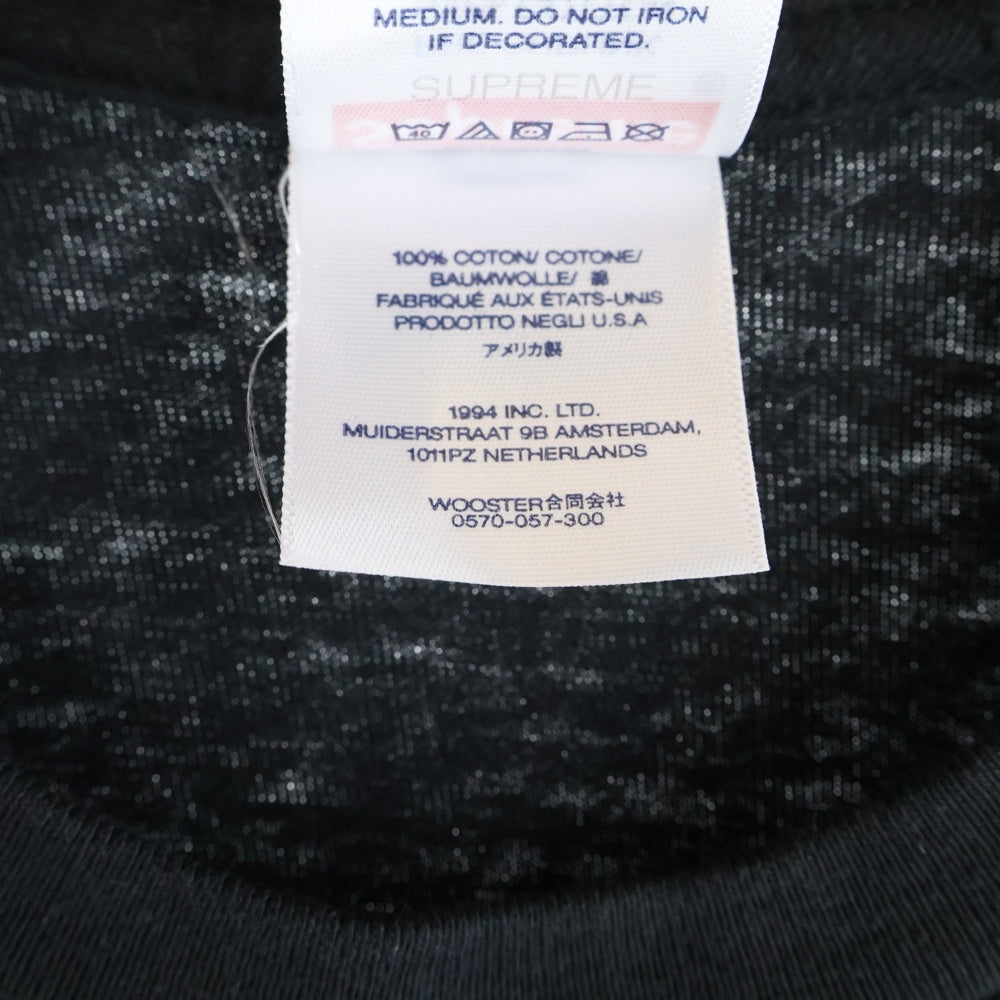 MEDIUM. DO NOT IRON
IF DECORATED.
SUPREME
40
100% COTON/ COTONE/
BAUMWOLLE/ 綿
FABRIQUÉ AUX ÉTATS-UNIS
PRODOTTO NEGLI U.S.A
アメリカ製
1994 INC. LTD.
MUIDERSTRAAT 9B AMSTERDAM,
1011PZ NETHERLANDS
WOOSTER合同会社
0570-057-300